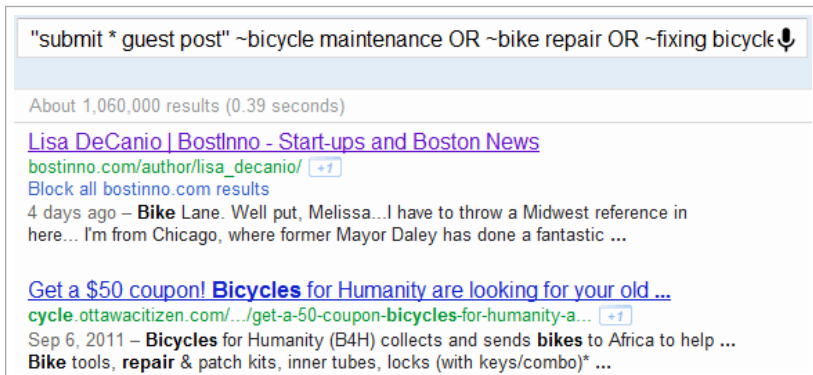 "submit * guest post" ~bicycle maintenance OR ~bike repair OR ~fixing bicycle
About 1,060,000 results (0.39 seconds)
Lisa DeCanio | BostInno - Start-ups and Boston News
bostinno.com/author/lisa_decanio/ +1
Block all bostinno.com results
4 days ago – Bike Lane. Well put, Melissa...I have to throw a Midwest reference in
here... I'm from Chicago, where former Mayor Daley has done a fantastic ...
Get a $50 coupon! Bicycles for Humanity are looking for your old ...
cycle.ottawacitizen.com/.../get-a-50-coupon-bicycles-for-humanity-a... +1
Sep 6, 2011 – Bicycles for Humanity (B4H) collects and sends bikes to Africa to help ...
Bike tools, repair & patch kits, inner tubes, locks (with keys/combo)* ...